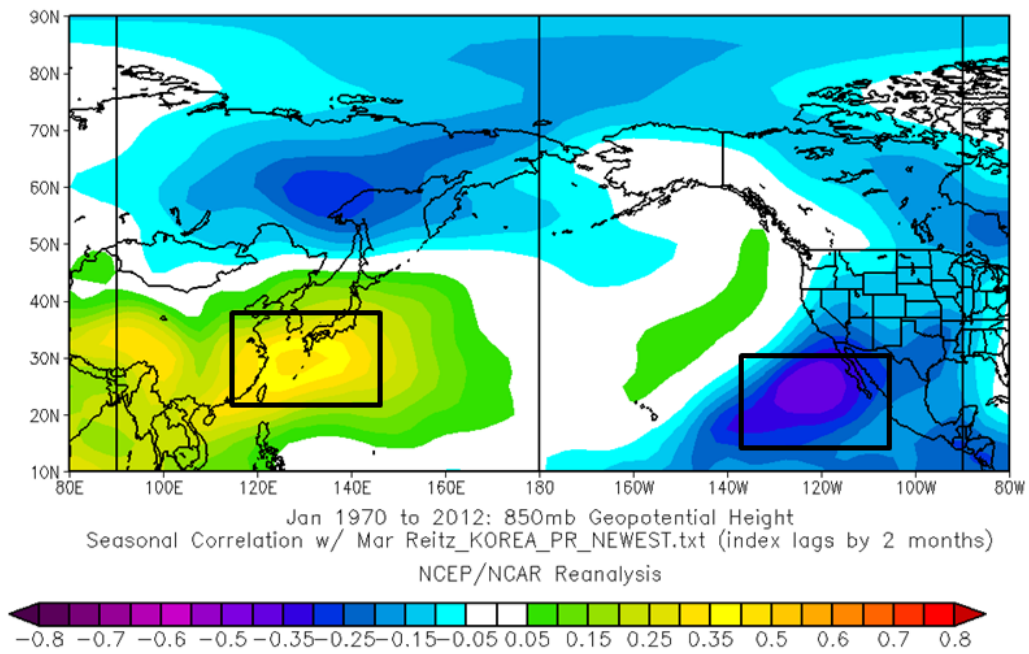 90N
80N
70N
60N
50N
40N
30N
20N
10N
80E 100E 120E 140E 160E 180 160W 140W 120W 100W 80W
Jan 1970 to 2012: 850mb Geopotential Height
Seasonal Correlation w/ Mar Reitz_KOREA_PR_NEWEST.txt (index lags by 2 months)
NCEP/NCAR Reanalysis
−0.8 −0.7 −0.6 −0.5 −0.35 −0.25 −0.15 −0.05 0.05 0.15 0.25 0.35 0.5 0.6 0.7 0.8